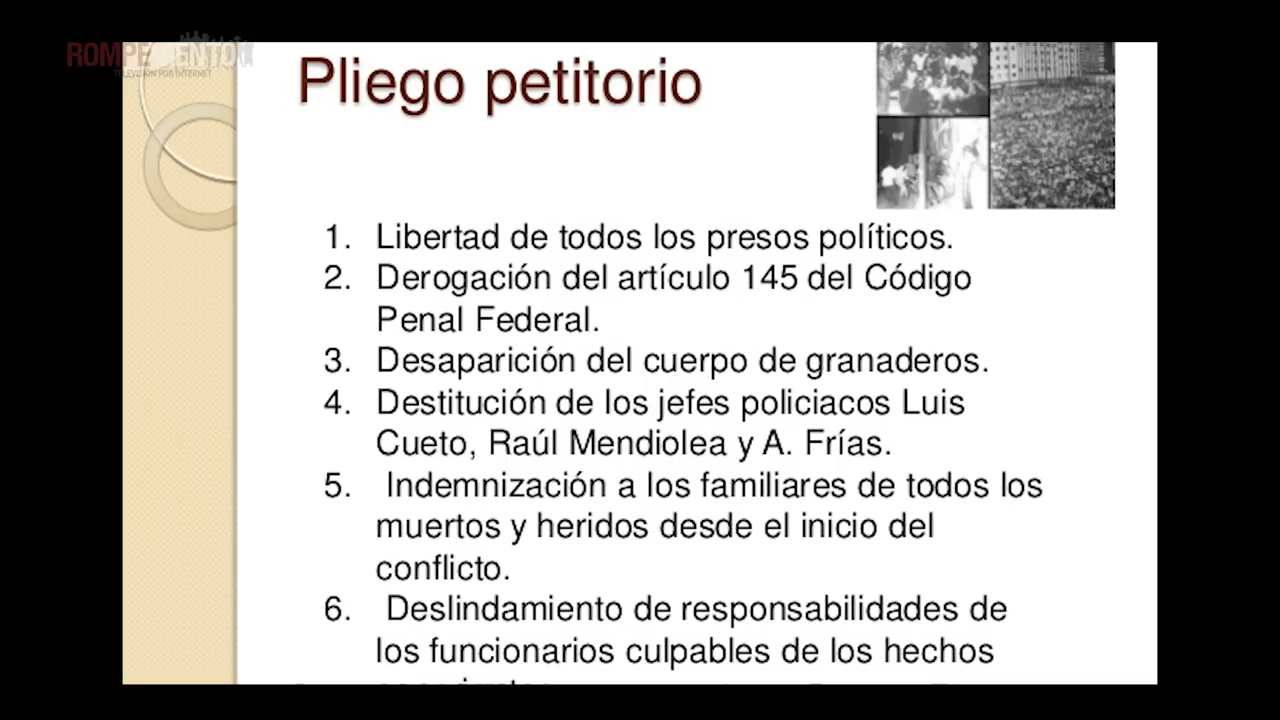 ROMPEVIENTO
TELEVISIÓN POR INTERNET
Pliego petitorio
1. Libertad de todos los presos políticos.
2. Derogación del artículo 145 del Código
Penal Federal.
3. Desaparición del cuerpo de granaderos.
4. Destitución de los jefes policiacos Luis
Cueto, Raúl Mendiolea y A. Frías.
5. Indemnización a los familiares de todos los
muertos y heridos desde el inicio del
conflicto.
6. Deslindamiento de responsabilidades de
los funcionarios culpables de los hechos